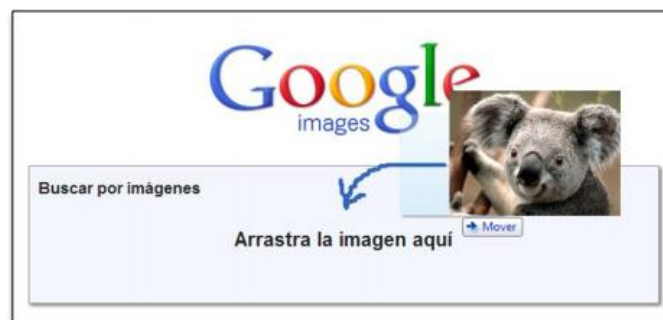 Google
images
Buscar por imágenes
Arrastra la imagen aquí
Mover